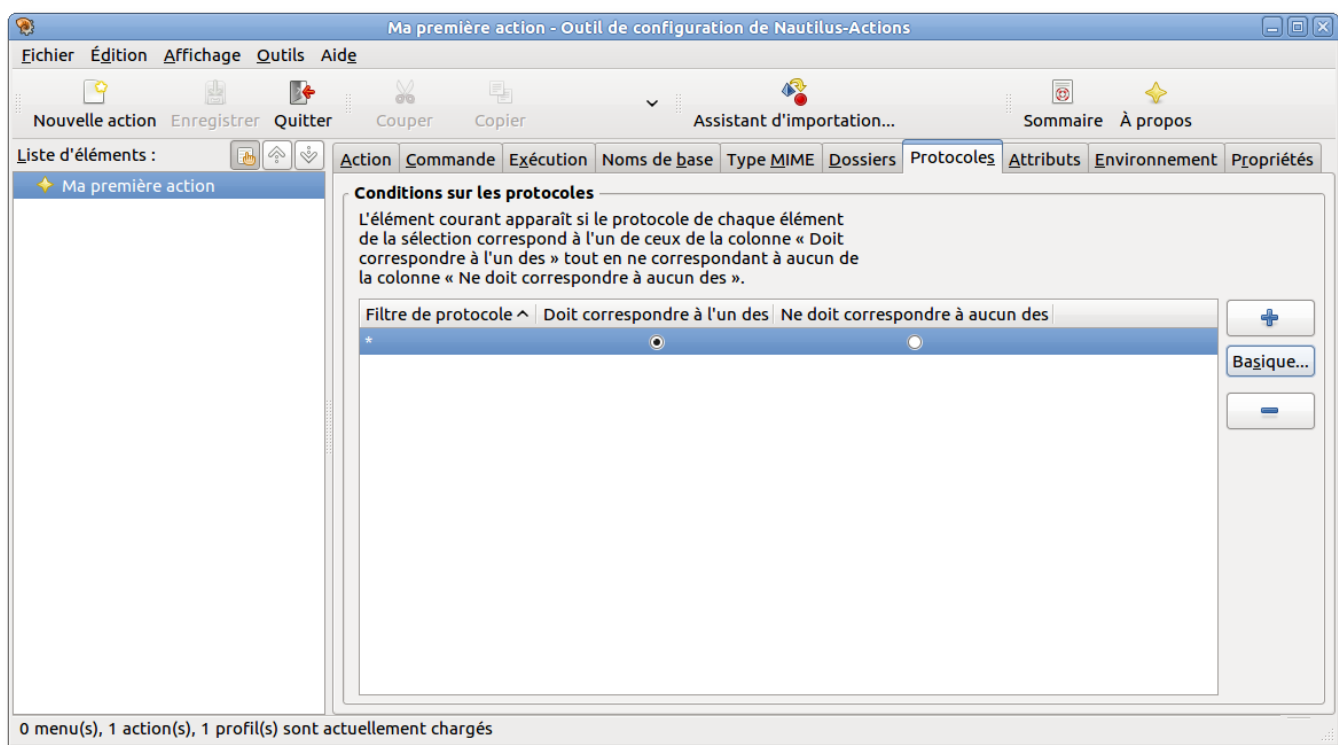 Ma première action - Outil de configuration de Nautilus-Actions
Fichier Édition Affichage Outils Aide
Nouvelle action Enregistrer Quitter Couper Copier Assistant d'importation... Sommaire À propos
Liste d'éléments :
Action Commande Exécution Noms de base Type MIME Dossiers Protocoles Attributs Environnement Propriétés
Ma première action
Conditions sur les protocoles
L'élément courant apparaît si le protocole de chaque élément
de la sélection correspond à l'un de ceux de la colonne « Doit
correspondre à l'un des » tout en ne correspondant à aucun de
la colonne « Ne doit correspondre à aucun des ».
Filtre de protocole Doit correspondre à l'un des Ne doit correspondre à aucun des
*
Basique...
0 menu(s), 1 action(s), 1 profil(s) sont actuellement chargés